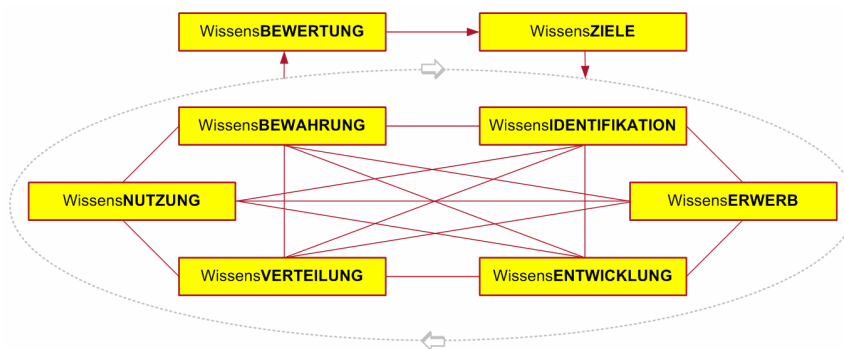 WissensBEWERTUNG
WissensZIELE
WissensBEWAHRUNG
WissensIDENTIFIKATION
WissensNUTZUNG
WissensERWERB
WissensVERTEILUNG
WissensENTWICKLUNG